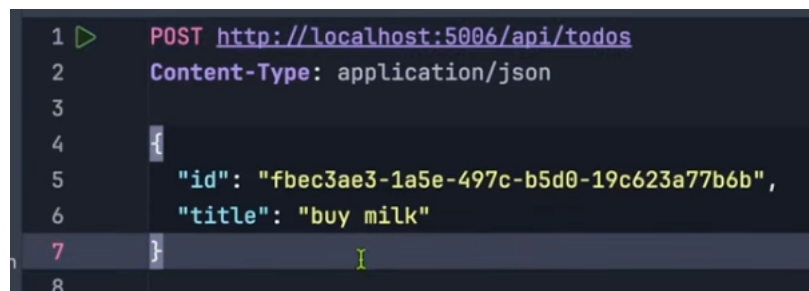 1 POST http://localhost:5006/api/todos
2 Content-Type: application/json
3
4 {
5 "id": "fbec3ae3-1a5e-497c-b5d0-19c623a77b6b",
6 "title": "buy milk"
7 }
8